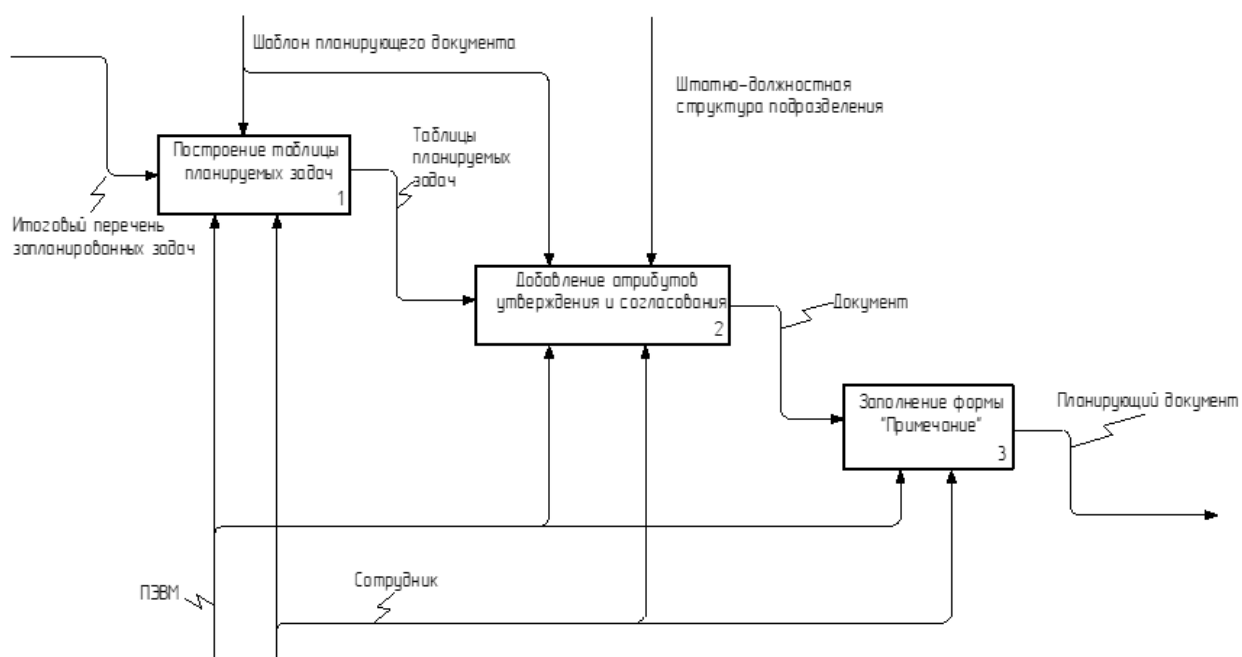 Шаблон планирующего документа
Штатно-должностная
структура подразделения
Построение таблицы
планируемых задач
1
Таблицы
планируемых
задач
Итоговый перечень
запланированных задач
Добавление атрибутов
утверждения и согласования
2
Документ
Заполнение формы
"Примечание"
3
Планирующий документ
ПЭВМ
Сотрудник